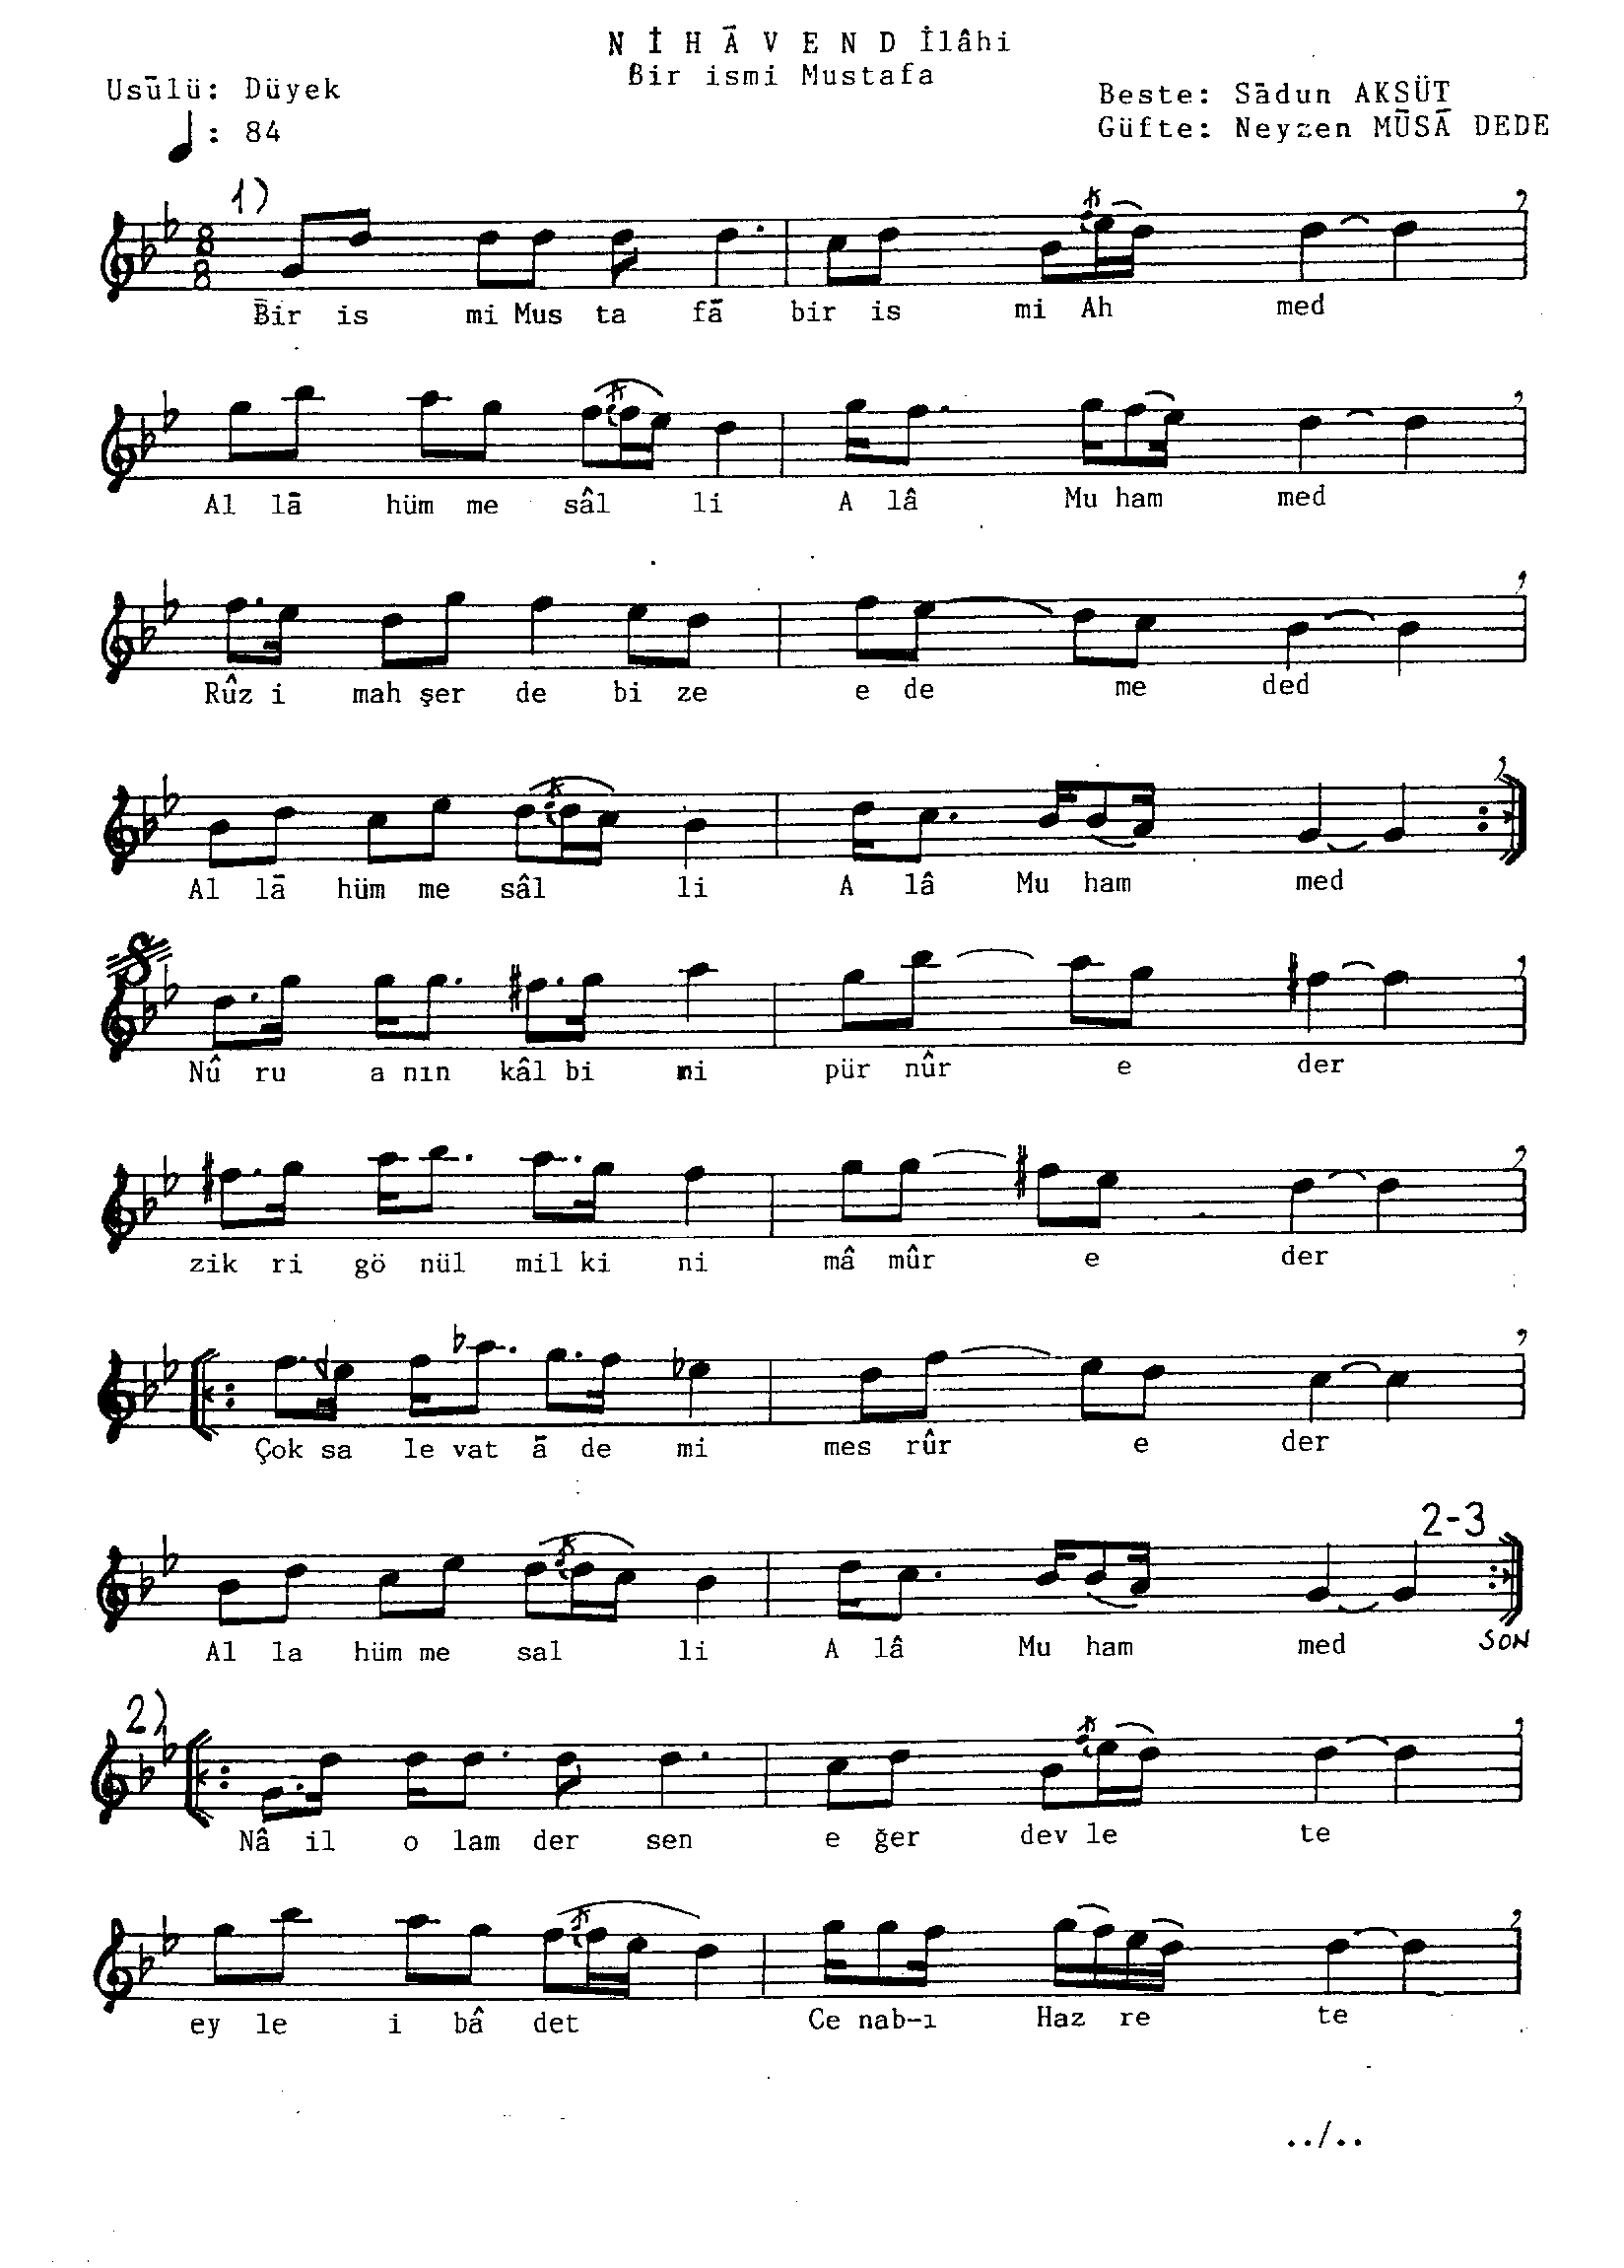 N İ H Ā V E N D İlâhi
Bir ismi Mustafa
Usūlü: Düyek
Beste: Sādun AKSÜT
: 84
Güfte: Neyzen MŪSĀ DEDE
1)
8
8
Bir is mi Mus ta fā bir is mi Ah med
Al lā hüm me sâl li A lâ Mu ham med
Rûz i mah şer de bi ze e de me ded
Al lā hüm me sâl li A lâ Mu ham med
Nû ru a nın kâl bi ni pür nûr e der
zik ri gö nül mil ki ni mâ mûr e der
Çok sa le vat ā de mi mes rûr e der
2-3
Al la hüm me sal li A lâ Mu ham med SON
2)
Nâ il o lam der sen e ğer dev le te
ey le i bâ det Ce nab-ı Haz re te
../..